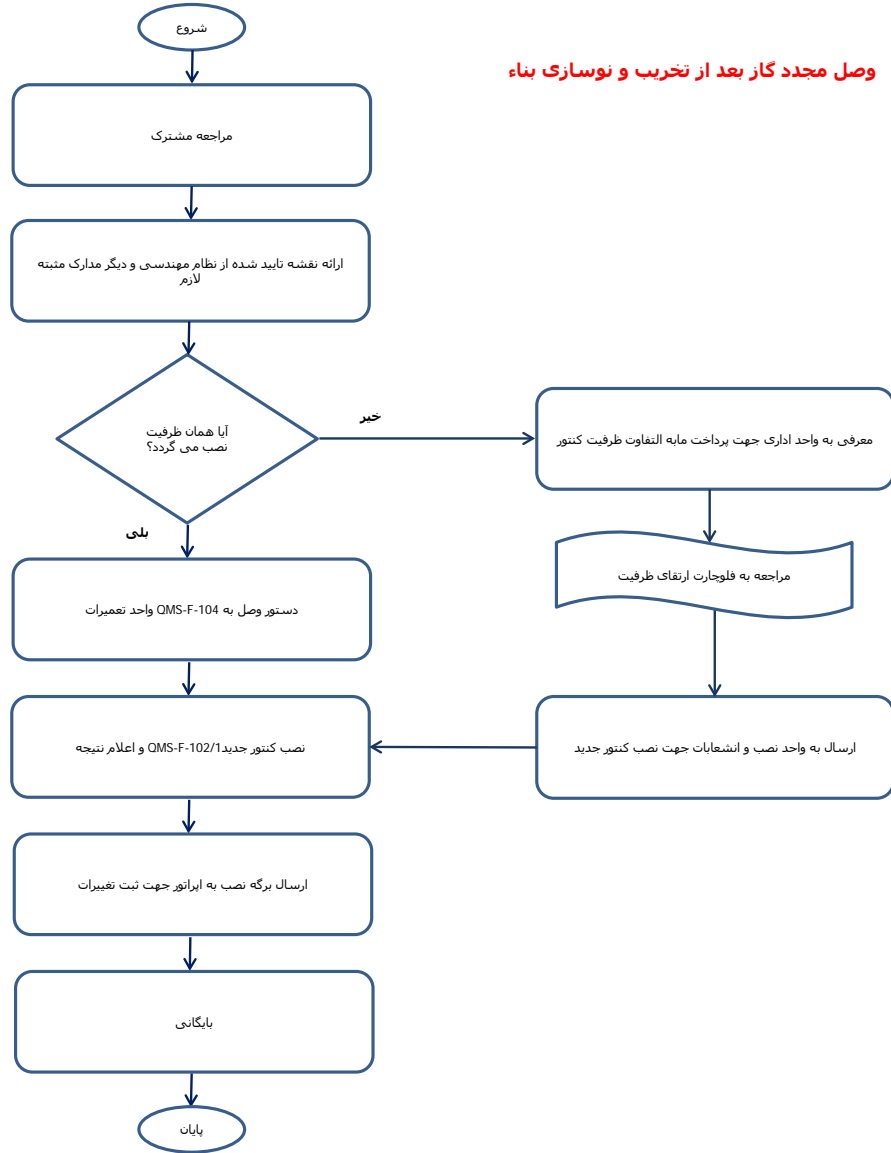 وصل مجدد گاز بعد از تخریب و نوسازی بناء
شروع
مراجعه مشترک
ارائه نقشه تایید شده از نظام مهندسی و دیگر مدارک مثبته
لازم
آیا همان ظرفیت
نصب می گردد؟
خیر
معرفی به واحد اداری جهت پرداخت مابه التفاوت ظرفیت کنتور
مراجعه به فلوچارت ارتقای ظرفیت
ارسال به واحد نصب و انشعابات جهت نصب کنتور جدید
بلی
دستور وصل به QMS-F-104 واحد تعمیرات
نصب کنتور جدیدQMS-F-102/1 و اعلام نتیجه
ارسال برگه نصب به اپراتور جهت ثبت تغییرات
بایگانی
پایان